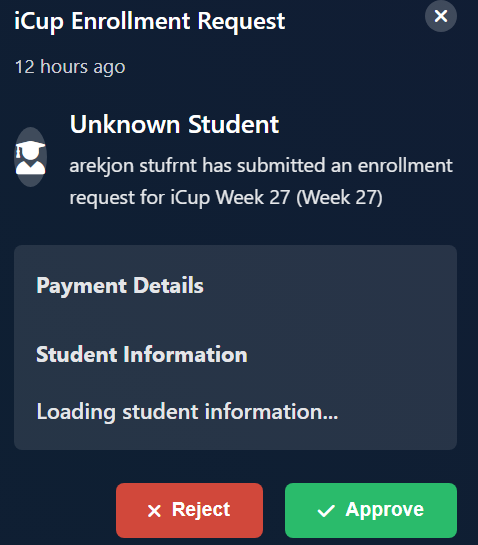 iCup Enrollment Request
12 hours ago
Unknown Student
arekjon stufrnt has submitted an enrollment
request for iCup Week 27 (Week 27)
Payment Details
Student Information
Loading student information...
Reject
Approve